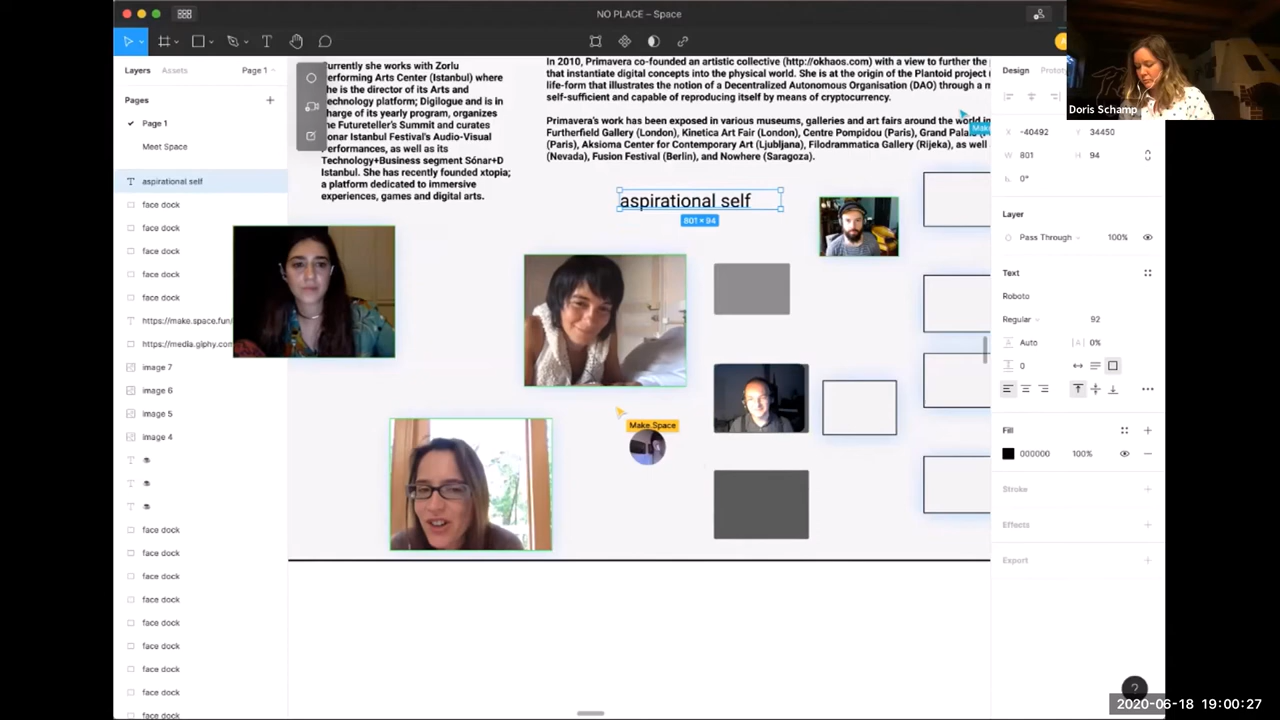 NO PLACE – Space
Layers
Assets
Page 1
Pages
Page 1
Meet Space
aspirational self
face dock
face dock
face dock
face dock
face dock
https://make.space.fun/
https://media.giphy.com
image 7
image 6
image 5
image 4
face dock
face dock
face dock
face dock
face dock
face dock
face dock
face dock
face dock
urrently she works with Zorlu
erforming Arts Center (Istanbul) where
he is the director of its Arts and
echnology platform; Digilogue and is in
harge of its yearly program, organizes
he Futureteller's Summit and curates
onar Istanbul Festival's Audio-Visual
erformances, as well as its
Technology+Business segment Sónar+D
Istanbul. She has recently founded xtopia;
a platform dedicated to immersive
experiences, games and digital arts.
In 2010, Primavera co-founded an artistic collective (http://okhaos.com) with a view to further the
that instantiate digital concepts into the physical world. She is at the origin of the Plantoid project
life-form that illustrates the notion of a Decentralized Autonomous Organisation (DAO) through a m
self-sufficient and capable of reproducing itself by means of cryptocurrency.
Primavera's work has been exposed in various museums, galleries and art fairs around the world in
Furtherfield Gallery (London), Kinetica Art Fair (London), Centre Pompidou (Paris), Grand Palai
(Paris), Aksioma Center for Contemporary Art (Ljubljana), Filodrammatica Gallery (Rijeka), as well
(Nevada), Fusion Festival (Berlin), and Nowhere (Saragoza).
aspirational self
801 × 94
Make
Make Space
Design
Prototy
X -40492 Y 34450
W 801 H 94
0°
Layer
Pass Through 100%
Text
Roboto
Regular 92
Auto |A| 0%
0
Fill
000000 100%
Stroke
Effects
Export
?
Doris Schamp
2020-06-18 19:00:27